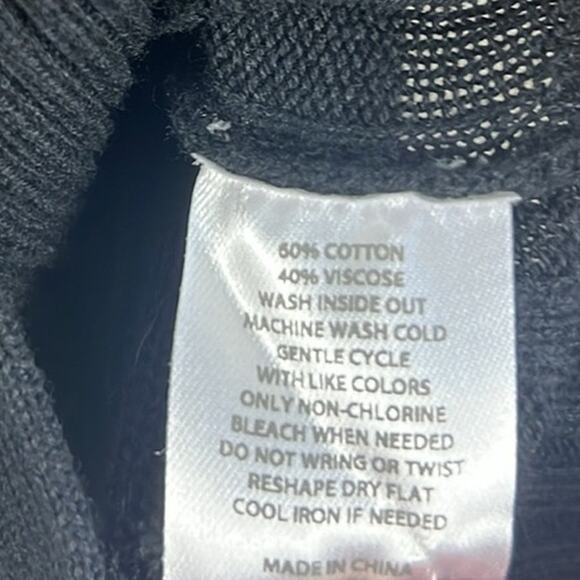 60% COTTON
40% VISCOSE
WASH INSIDE OUT
MACHINE WASH COLD
GENTLE CYCLE
WITH LIKE COLORS
ONLY NON-CHLORINE
BLEACH WHEN NEEDED
DO NOT WRING OR TWIST
RESHAPE DRY FLAT
COOL IRON IF NEEDED
MADE IN CHINA